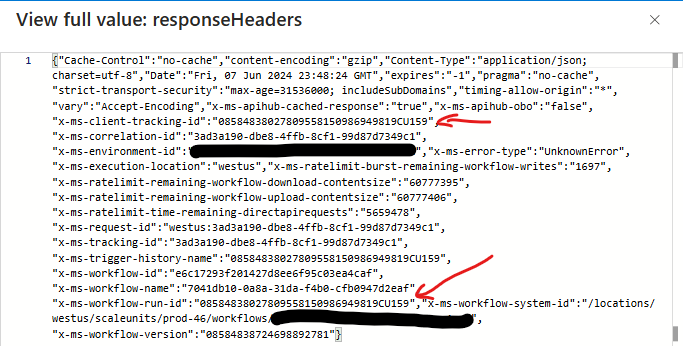 View full value: responseHeaders
1 {"Cache-Control":"no-cache","content-encoding":"gzip","Content-Type":"application/json;
charset=utf-8","Date":"Fri, 07 Jun 2024 23:48:24 GMT","expires":"-1","pragma":"no-cache",
"strict-transport-security":"max-age=31536000; includeSubDomains","timing-allow-origin":"*",
"vary":"Accept-Encoding","x-ms-apihub-cached-response":"true","x-ms-apihub-obo":"false",
"x-ms-client-tracking-id":"08584838027809558150986949819CU159",
"x-ms-correlation-id":"3ad3a190-dbe8-4ffb-8cf1-99d87d7349c1",
"x-ms-environment-id":"","x-ms-error-type":"UnknownError",
"x-ms-execution-location":"westus","x-ms-ratelimit-burst-remaining-workflow-writes":"1697",
"x-ms-ratelimit-remaining-workflow-download-contentsize":"60777395",
"x-ms-ratelimit-remaining-workflow-upload-contentsize":"60777406",
"x-ms-ratelimit-time-remaining-directapirequests":"5659478",
"x-ms-request-id":"westus:3ad3a190-dbe8-4ffb-8cf1-99d87d7349c1",
"x-ms-tracking-id":"3ad3a190-dbe8-4ffb-8cf1-99d87d7349c1",
"x-ms-trigger-history-name":"08584838027809558150986949819CU159",
"x-ms-workflow-id":"e6c17293f201427d8ee6f95c03ea4caf",
"x-ms-workflow-name":"7041db10-0a8a-31da-f4b0-cfb0947d2eaf",
"x-ms-workflow-run-id":"08584838027809558150986949819CU159","x-ms-workflow-system-id":"/locations/
westus/scaleunits/prod-46/workflows/",
"x-ms-workflow-version":"08584838724698892781"}